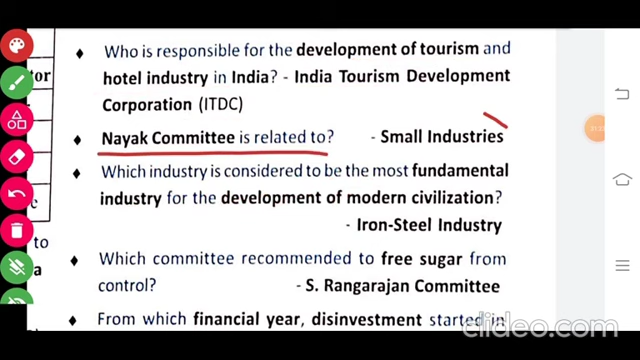 Who is responsible for the development of tourism and
tor
hotel industry in India? - India Tourism Development
Corporation (ITDC)
Nayak Committee is related to? - Small Industries
Which industry is considered to be the most fundamental
industry for the development of modern civilization?
- Iron-Steel Industry
to
Which committee recommended to free sugar from
control? - S. Rangarajan Committee
From which financial year, disinvestment started in
clideo.com